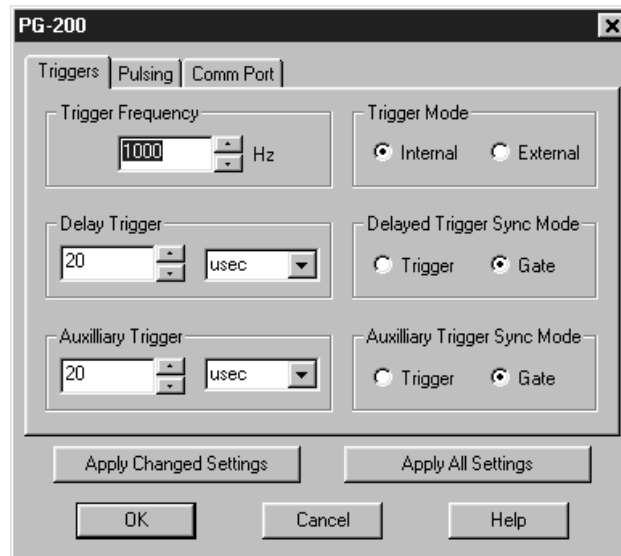 PG-200
Triggers Pulsing Comm Port
Trigger Frequency Trigger Mode
1000 Hz Internal External
Delay Trigger Delayed Trigger Sync Mode
20 usec Trigger Gate
Auxilliary Trigger Auxilliary Trigger Sync Mode
20 usec Trigger Gate
Apply Changed Settings Apply All Settings
OK Cancel Help